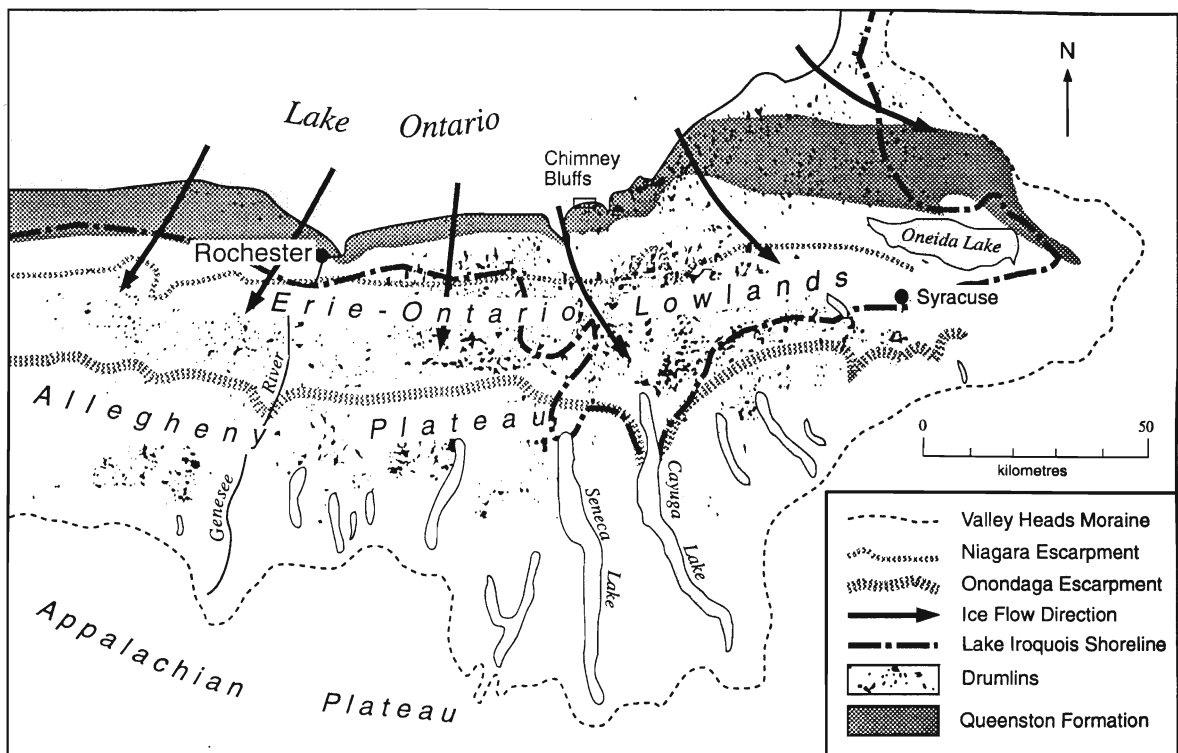 N
Lake Ontario
Chimney
Bluffs
Rochester
Oneida Lake
Erie-Ontario Lowlands
Syracuse
River
Allegheny Plateau
Genesee
Seneca
Lake
Cayuga
Lake
0 50
kilometres
Appalachian
Plateau
Valley Heads Moraine
Niagara Escarpment
Onondaga Escarpment
Ice Flow Direction
Lake Iroquois Shoreline
Drumlins
Queenston Formation